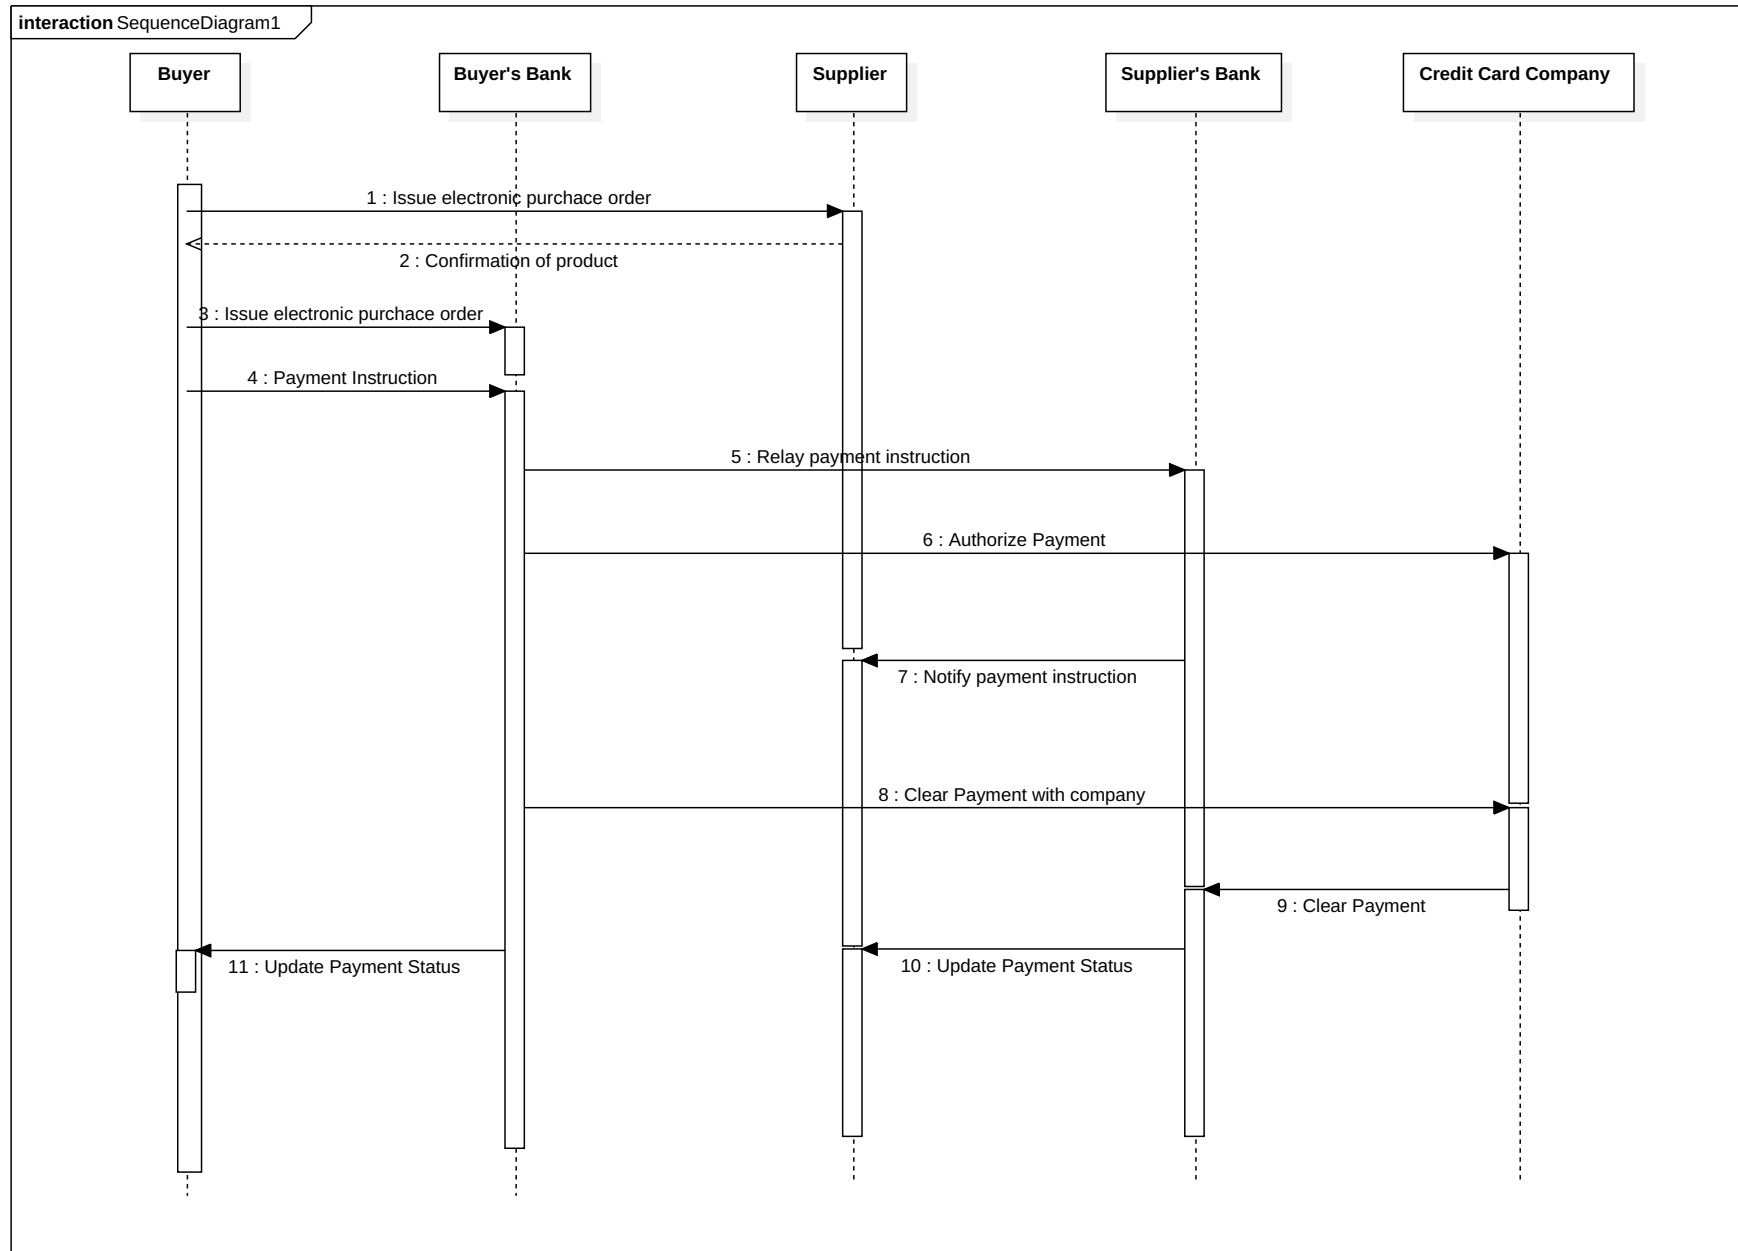 interaction SequenceDiagram1
Buyer
Buyer's Bank
Supplier
Supplier's Bank
Credit Card Company
1 : Issue electronic purchace order
2 : Confirmation of product
3 : Issue electronic purchace order
4 : Payment Instruction
5 : Relay payment instruction
6 : Authorize Payment
7 : Notify payment instruction
8 : Clear Payment with company
9 : Clear Payment
11 : Update Payment Status
10 : Update Payment Status